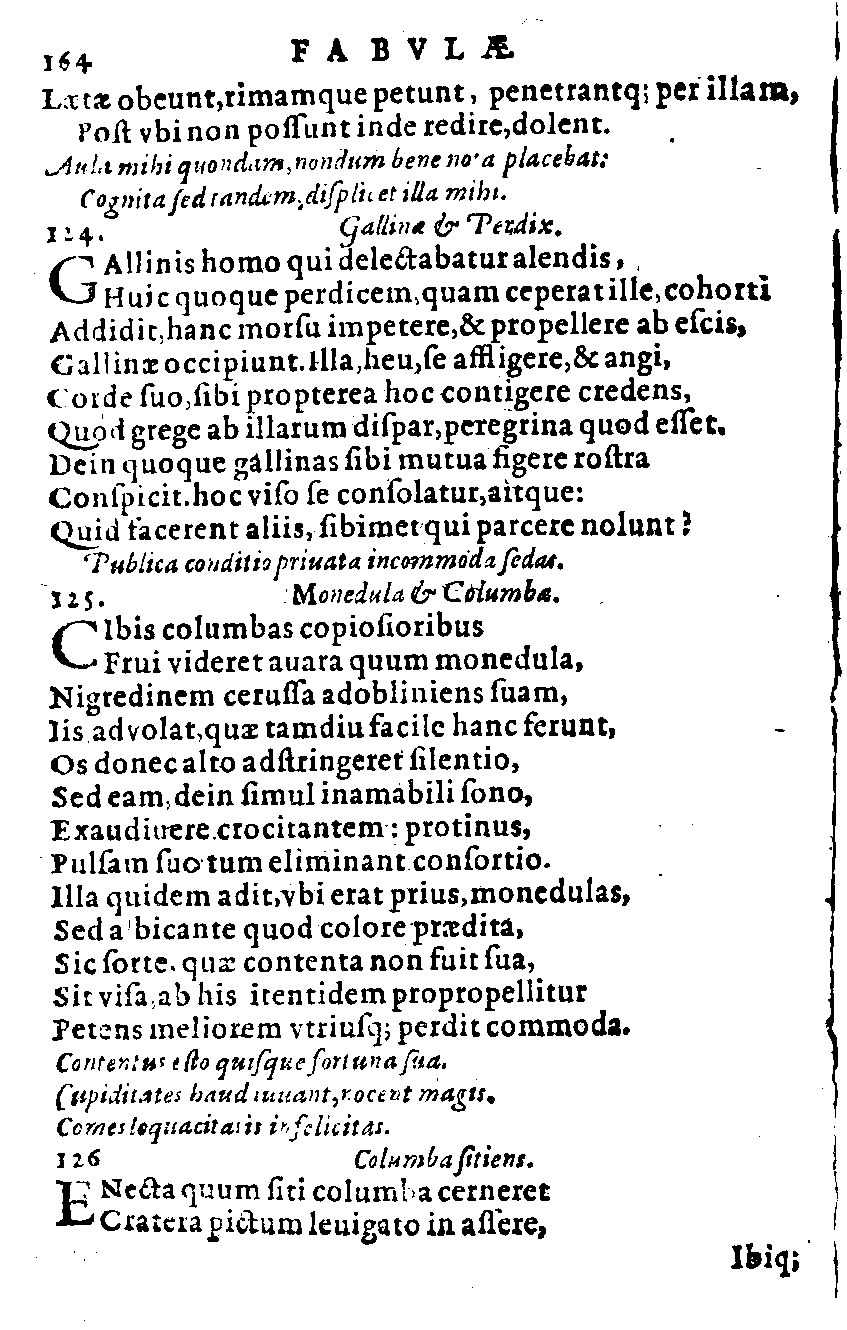 164 FABVLÆ
Lætæ obeunt,rimamque petunt, penetrantq; per illam,
Poſt vbi non poſſunt inde redire,dolent.
Aula mihi quondam,nondum bene nota placebat:
Cognita ſed tandem,diſplicet illa mihi.
124. Gallinæ & Perdix.
GAllinis homo qui delectabatur alendis,
Huic quoque perdicem,quam ceperat ille,cohorti
Addidit,hanc morſu impetere,& propellere ab eſcis,
Gallinæ occipiunt.Illa,heu,ſe affligere,& angi,
Corde ſuo,ſibi propterea hoc contigere credens,
Quòd grege ab illarum diſpar,peregrina quod eſſet.
Dein quoque gallinas ſibi mutua figere roſtra
Conſpicit.hoc viſo ſe conſolatur,aitque:
Quid facerent aliis, ſibimet qui parcere nolunt?
Publica conditio priuata incommoda ſedat.
125. Monedula & Columbæ.
CIbis columbas copioſioribus
Frui videret auara quum monedula,
Nigredinem ceruſſa adobliniens ſuam,
Iis advolat,quæ tamdiu facile hanc ferunt,
Os donec alto adſtringeret ſilentio,
Sed eam,dein ſimul inamabili ſono,
Exaudiuere crocitantem: protinus,
Pulſam ſuotum eliminant conſortio.
Illa quidem adit,vbi erat prius,monedulas,
Sed albicante quod colore prædita,
Sic ſorte. quæ contenta non fuit ſua,
Sit viſa,ab his itentidem propropellitur
Petens meliorem vtriuſq; perdit commoda.
Contentus eſto quiſque ſortuna ſua.
Cupiditates haud iuuant,nocent magis.
Comes loquacitatis infelicitas.
126 Columba ſitiens.
ENecta quum ſiti columba cerneret
Cratera pictum leuigato in aſſere,
Ibiq;